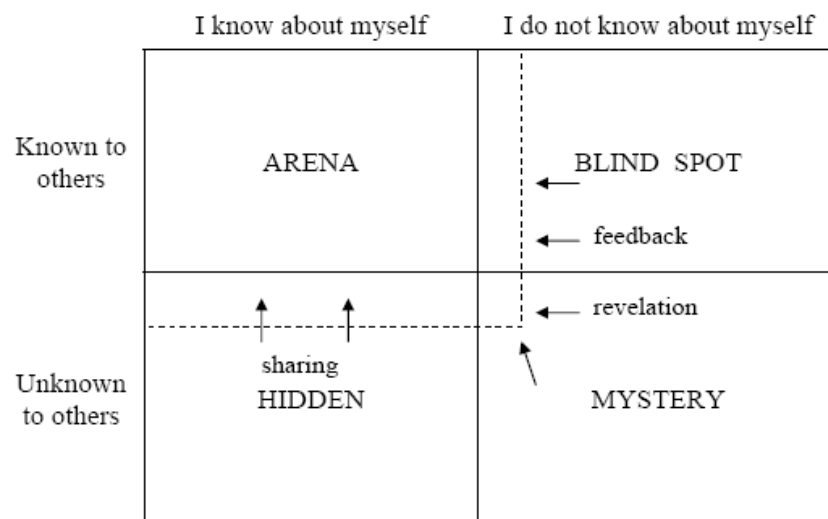 I know about myself
I do not know about myself
Known to
others
ARENA
BLIND SPOT
feedback
revelation
sharing
Unknown
to others
HIDDEN
MYSTERY